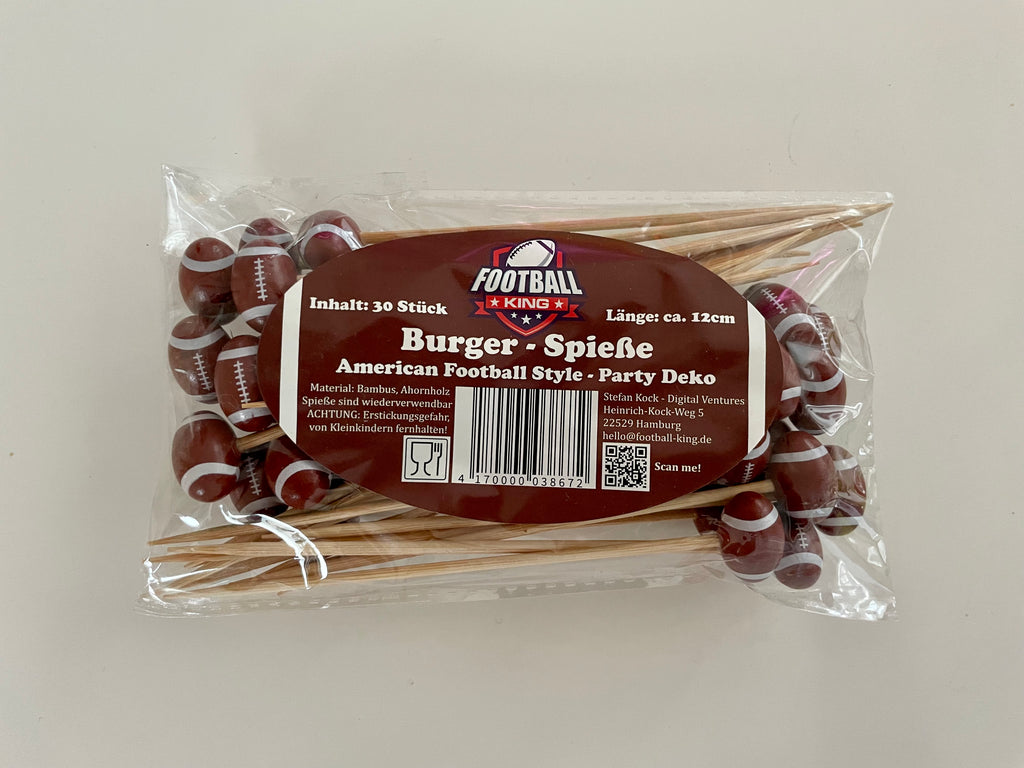 FOOTBALL
KING
Inhalt: 30 Stück
Länge: ca. 12cm
Burger - Spieße
American Football Style - Party Deko
Material: Bambus, Ahornholz
Spieße sind wiederverwendbar
ACHTUNG: Erstickungsgefahr,
von Kleinkindern fernhalten!
4 170000 038672
Stefan Kock - Digital Ventures
Heinrich-Kock-Weg 5
22529 Hamburg
hello@football-king.de
Scan me!